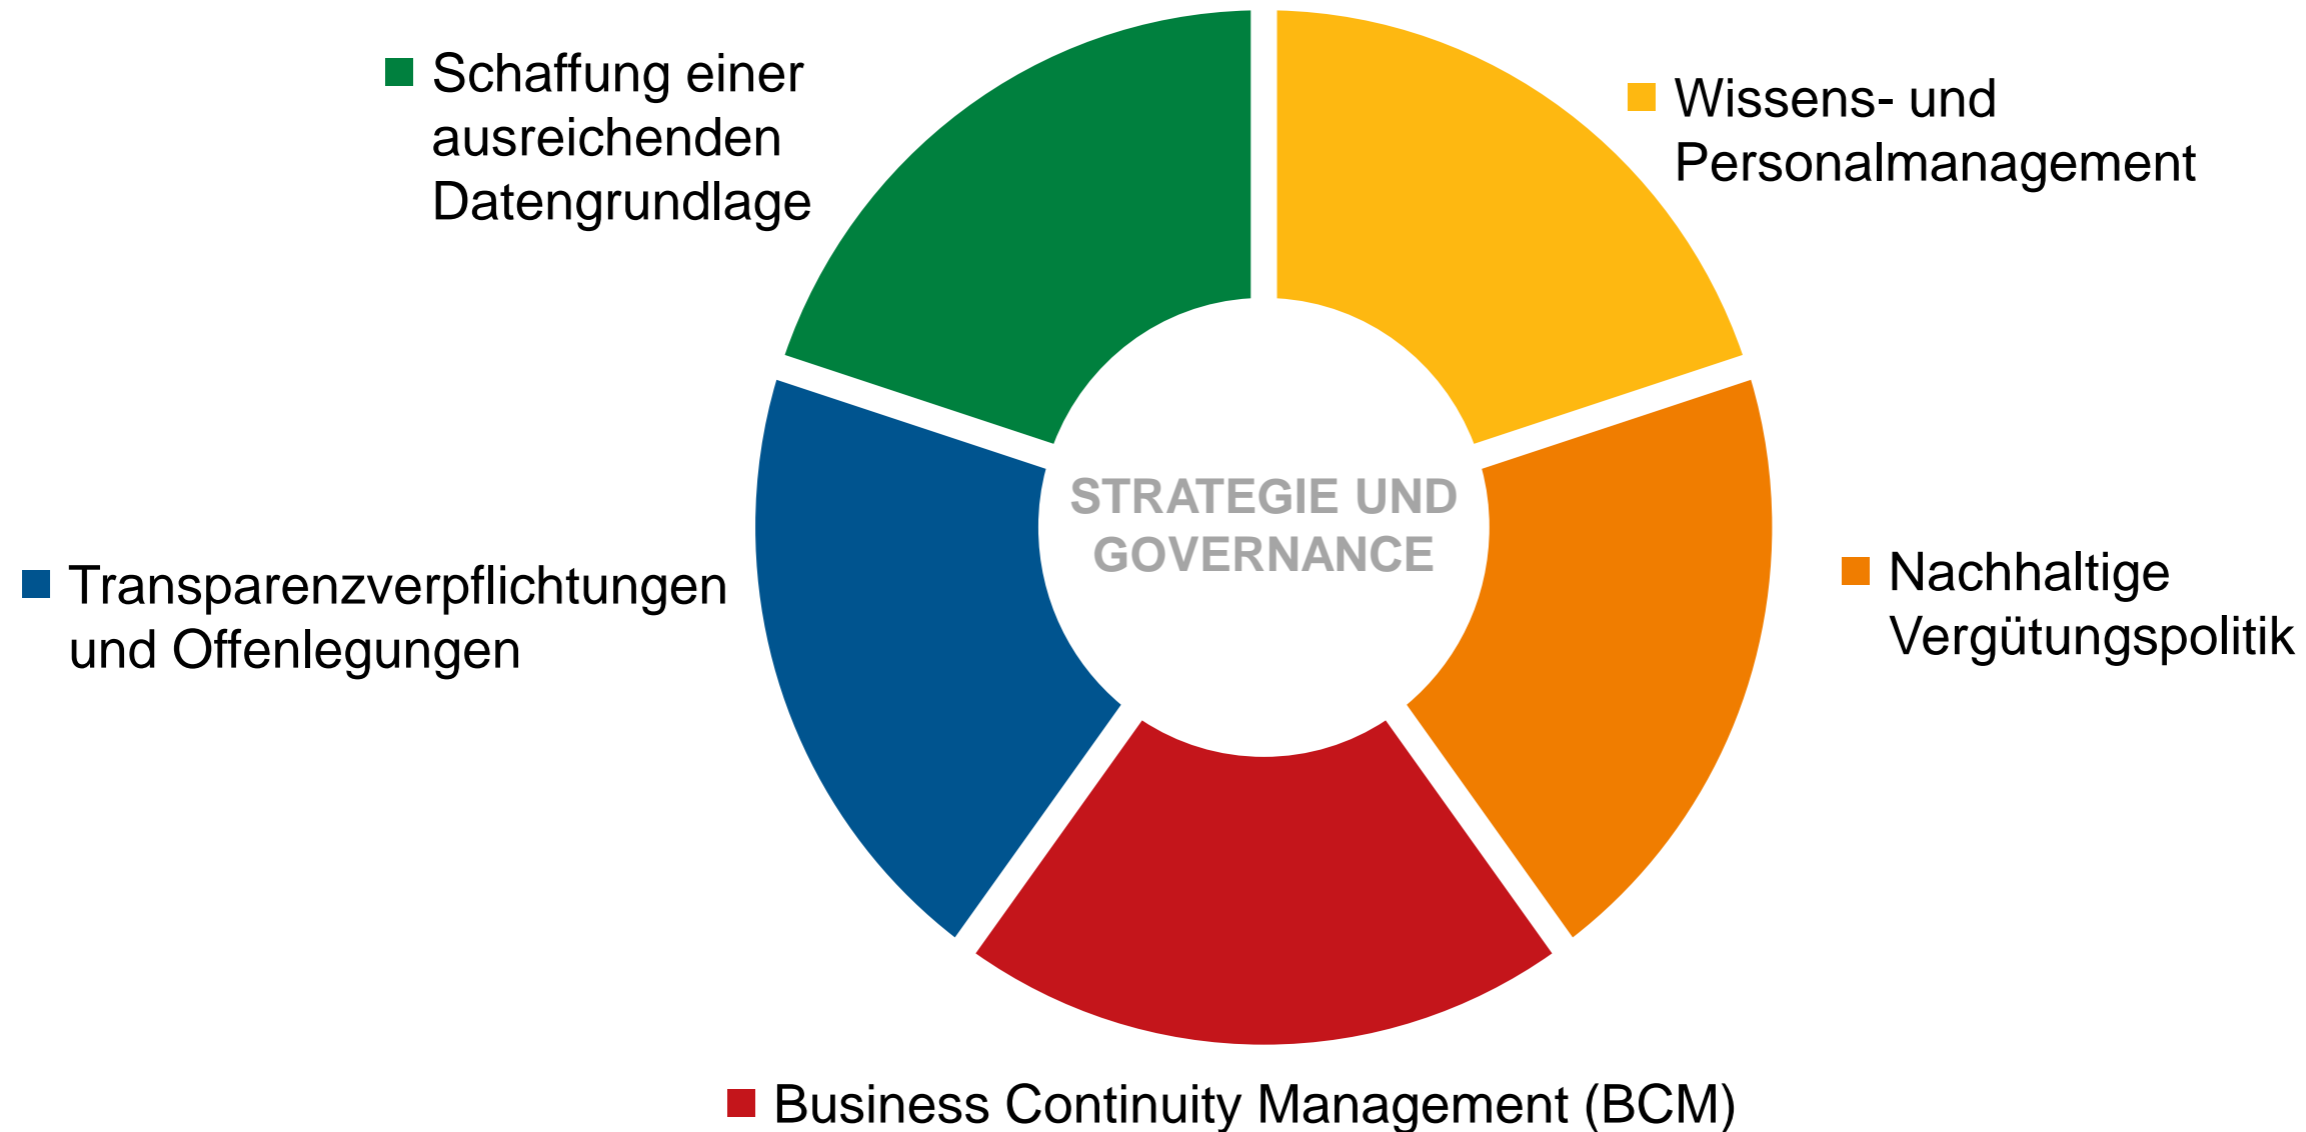 Schaffung einer
ausreichenden
Datengrundlage
Wissens- und
Personalmanagement
STRATEGIE UND
GOVERNANCE
Transparenzverpflichtungen
und Offenlegungen
Nachhaltige
Vergütungspolitik
Business Continuity Management (BCM)